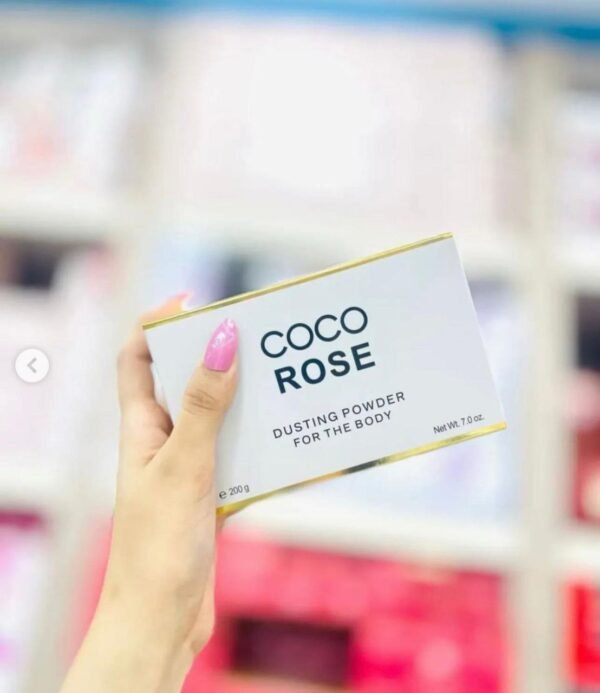 COCO
ROSE
DUSTING POWDER
FOR THE BODY
Net Wt. 7.0 oz.
e 200 g